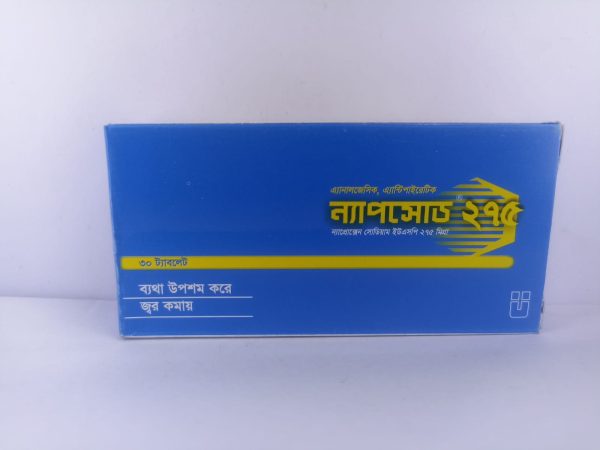 এ্যানালজেসিক, এ্যান্টিপাইরেটিক
ন্যাপসোড® ২৭৫
ন্যাপ্রোক্সেন সোডিয়াম ইউএসপি ২৭৫ মিগ্রা
৩০ ট্যাবলেট
ব্যথা উপশম করে
জ্বর কমায়